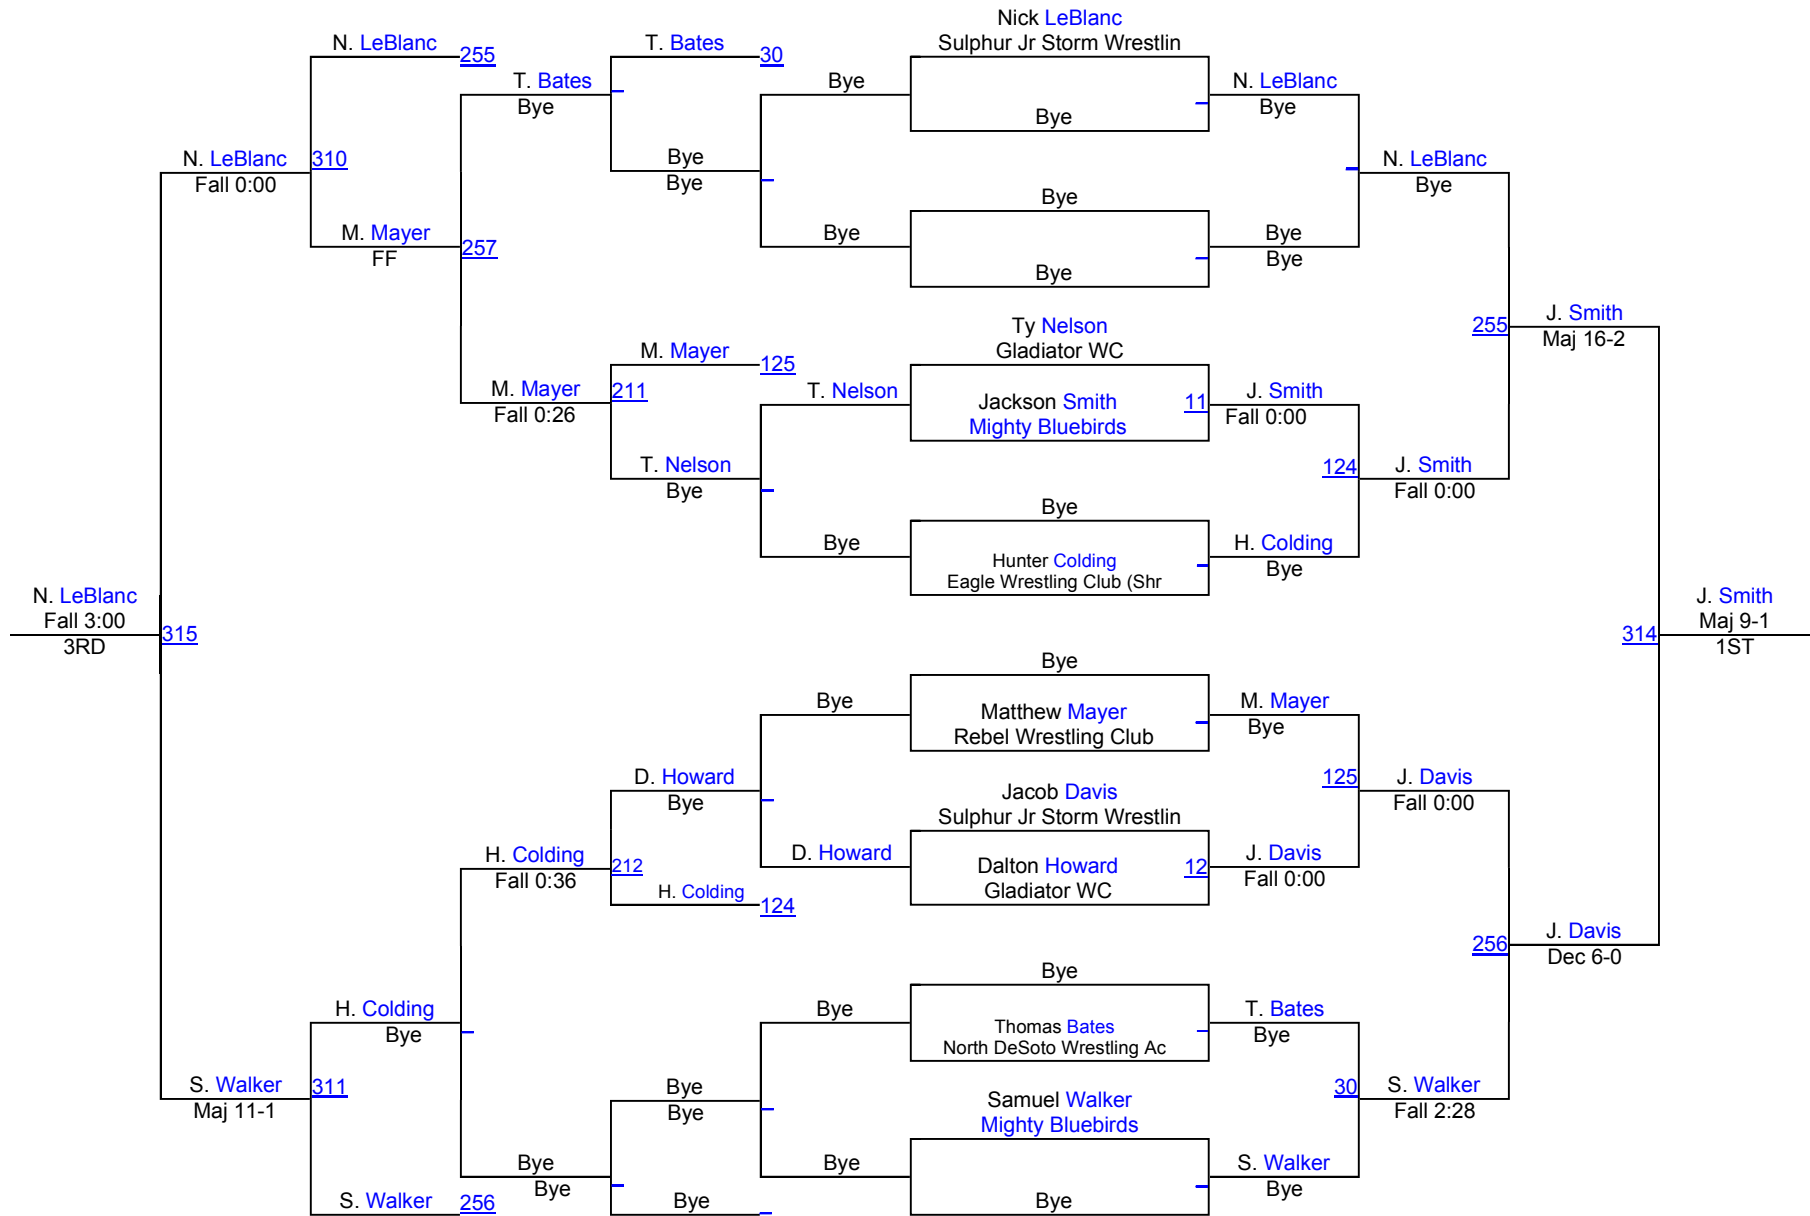 Nick LeBlanc
Sulphur Jr Storm Wrestlin
N. LeBlanc
255
T. Bates
30
T. Bates
Bye
Bye
Bye
N. LeBlanc
Bye
N. LeBlanc
Fall 0:00
310
Bye
Bye
N. LeBlanc
Bye
M. Mayer
FF
257
Bye
Bye
Bye
Bye
Bye
Ty Nelson
Gladiator WC
255
J. Smith
Maj 16-2
M. Mayer
125
M. Mayer
Fall 0:26
211
T. Nelson
Jackson Smith
Mighty Bluebirds
11
J. Smith
Fall 0:00
T. Nelson
Bye
124
J. Smith
Fall 0:00
Bye
Bye
Hunter Colding
Eagle Wrestling Club (Shr
H. Colding
Bye
N. LeBlanc
Fall 3:00
3RD
315
314
J. Smith
Maj 9-1
1ST
Bye
Bye
Matthew Mayer
Rebel Wrestling Club
M. Mayer
Bye
D. Howard
Bye
Jacob Davis
Sulphur Jr Storm Wrestlin
125
J. Davis
Fall 0:00
H. Colding
Fall 0:36
212
D. Howard
Dalton Howard
Gladiator WC
12
J. Davis
Fall 0:00
H. Colding
124
256
J. Davis
Dec 6-0
Bye
H. Colding
Bye
Bye
Thomas Bates
North DeSoto Wrestling Ac
T. Bates
Bye
S. Walker
Maj 11-1
311
Bye
Bye
Samuel Walker
Mighty Bluebirds
30
S. Walker
Fall 2:28
Bye
Bye
Bye
S. Walker
Bye
S. Walker
256
Bye
Bye